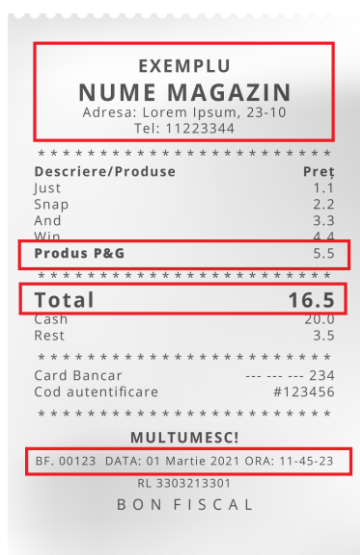 EXEMPLU
NUME MAGAZIN
Adresa: Lorem Ipsum, 23-10
Tel: 11223344
* * * * * * * * * * * * * * * * * * * * * * * *
Descriere/Produse Preț
Just 1.1
Snap 2.2
And 3.3
Win 4.4
Produs P&G 5.5
* * * * * * * * * * * * * * * * * * * * * * * *
Total 16.5
Cash 20.0
Rest 3.5
* * * * * * * * * * * * * * * * * * * * * * * *
Card Bancar --- --- --- 234
Cod autentificare #123456
* * * * * * * * * * * * * * * * * * * * * * * *
MULTUMESC!
BF. 00123 DATA: 01 Martie 2021 ORA: 11-45-23
RL 3303213301
BON FISCAL